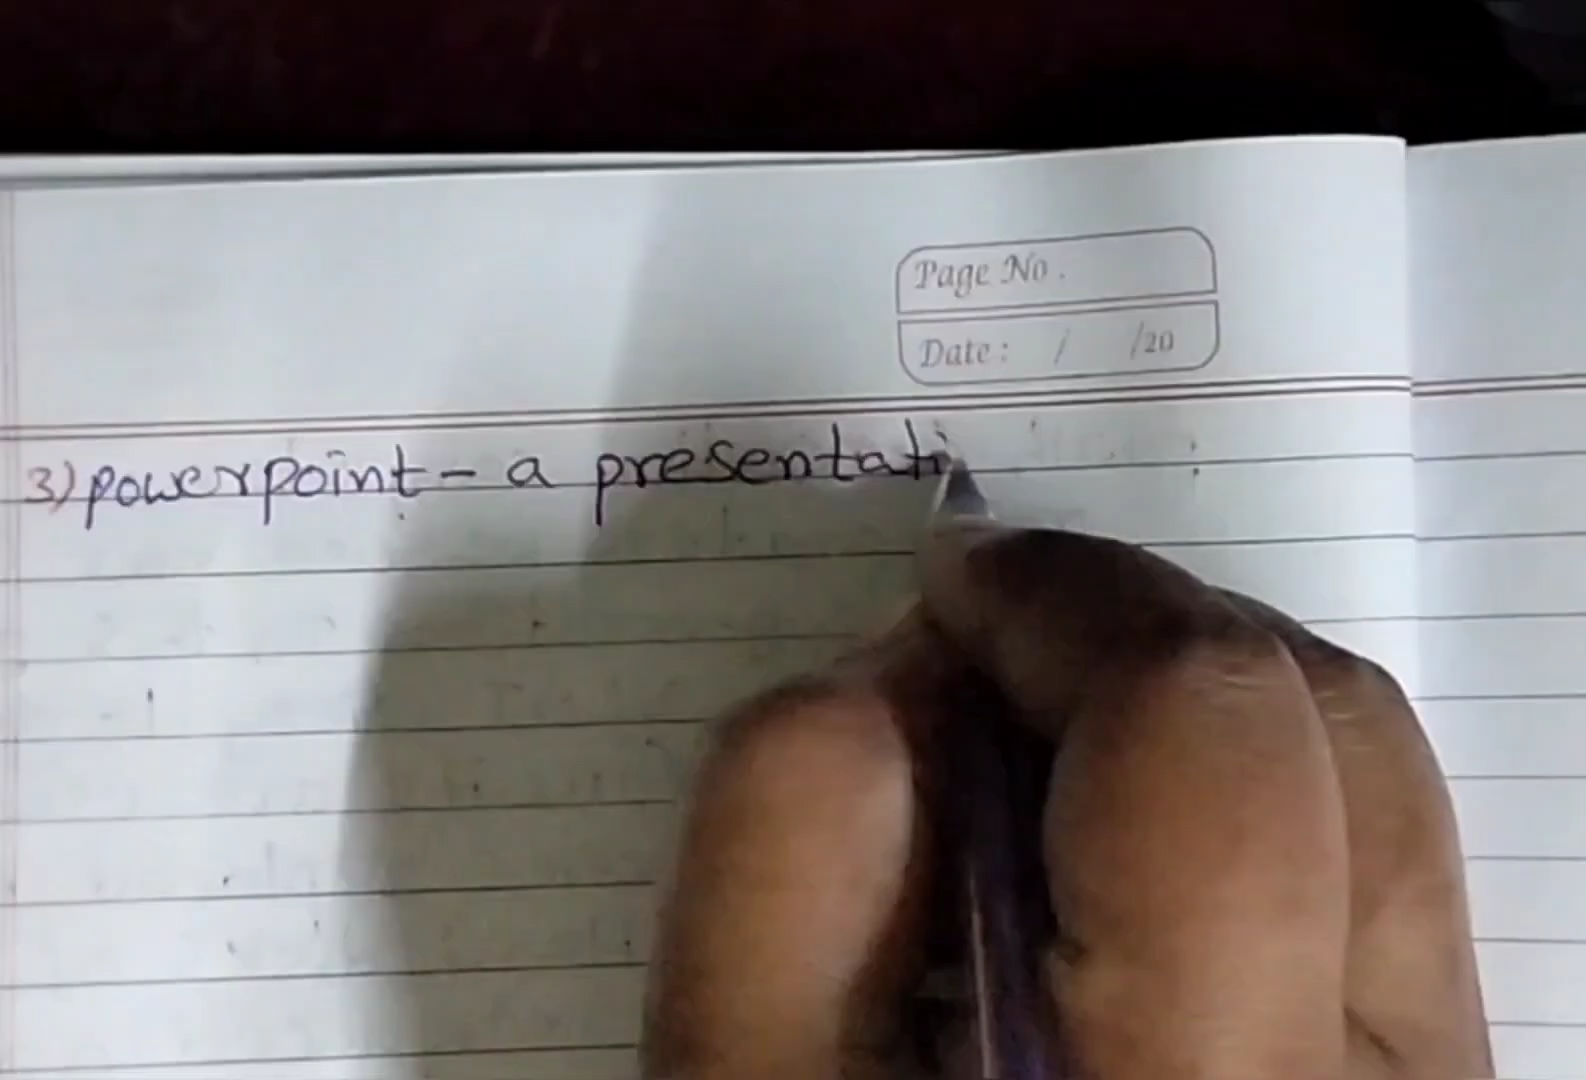 Page No.
Date: / /20
3) powerpoint - a presentati